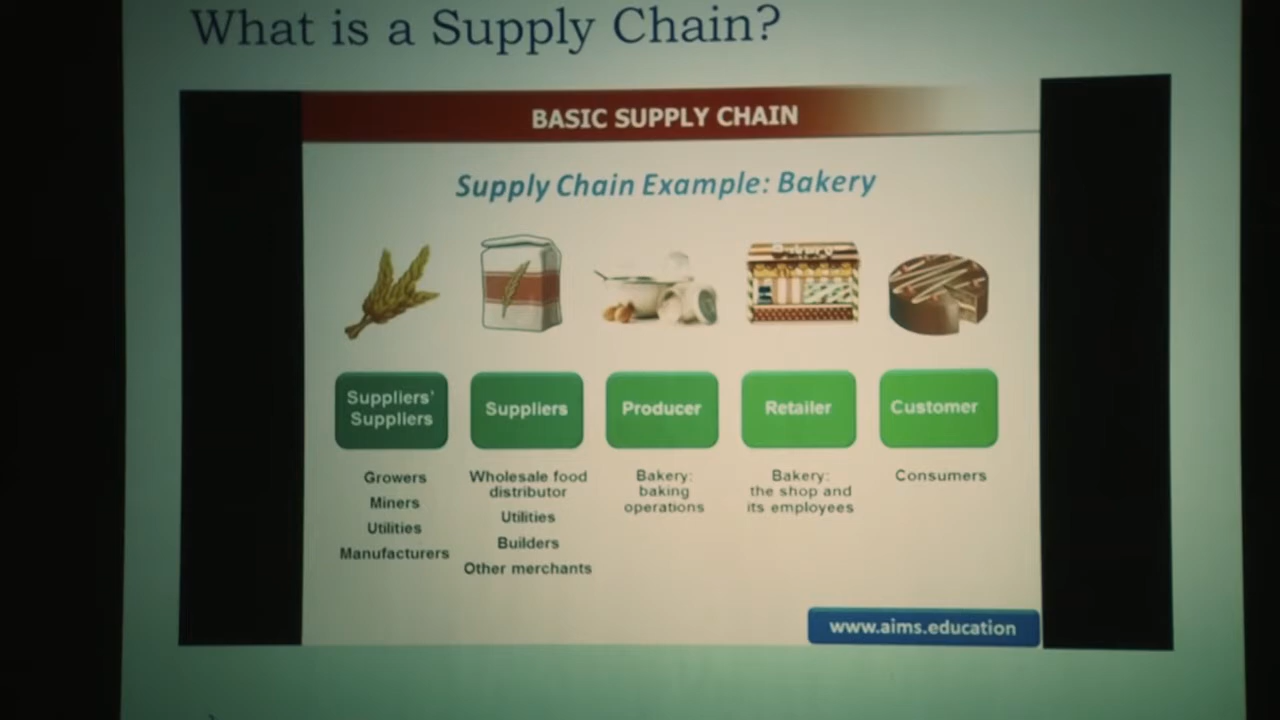 What is a Supply Chain?
BASIC SUPPLY CHAIN
Supply Chain Example: Bakery
Bakery
Suppliers'
Suppliers
Suppliers
Producer
Retailer
Customer
Growers
Miners
Utilities
Manufacturers
Wholesale food
distributor
Utilities
Builders
Other merchants
Bakery:
baking
operations
Bakery:
the shop and
its employees
Consumers
www.aims.education